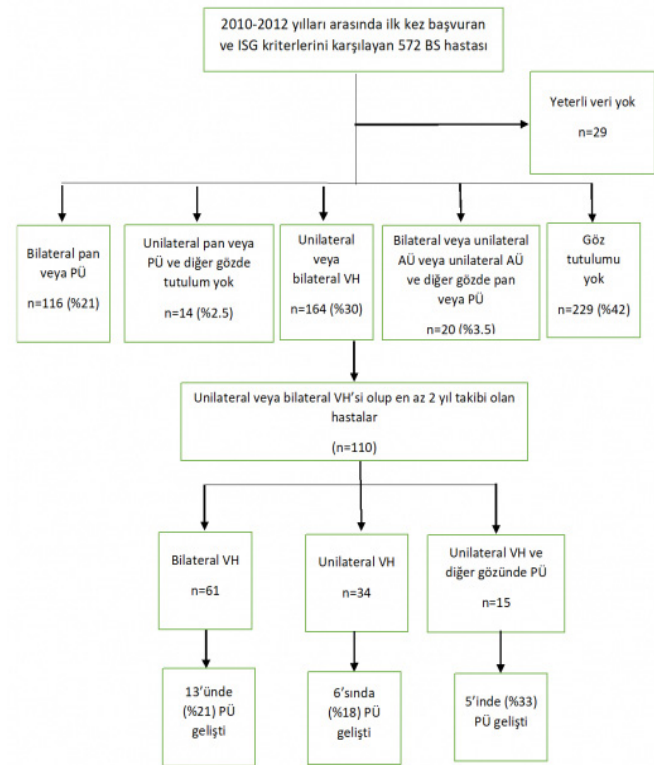 2010-2012 yılları arasında ilk kez başvuran
ve ISG kriterlerini karşılayan 572 BS hastası
Yeterli veri yok
n=29
Bilateral pan
veya PÜ
n=116 (%21)
Unilateral pan veya
PÜ ve diğer gözde
tutulum yok
n=14 (%2.5)
Unilateral
veya
bilateral VH
n=164 (%30)
Bilateral veya unilateral
AÜ veya unilateral AÜ
ve diğer gözde pan
veya PÜ
n=20 (%3.5)
Göz
tutulumu
yok
n=229 (%42)
Unilateral veya bilateral VH’si olup en az 2 yıl takibi olan
hastalar
(n=110)
Bilateral VH
n=61
Unilateral VH
n=34
Unilateral VH ve
diğer gözünde PÜ
n=15
13’ünde
(%21) PÜ
gelişti
6’sında
(%18) PÜ
gelişti
5’inde (%33)
PÜ gelişti